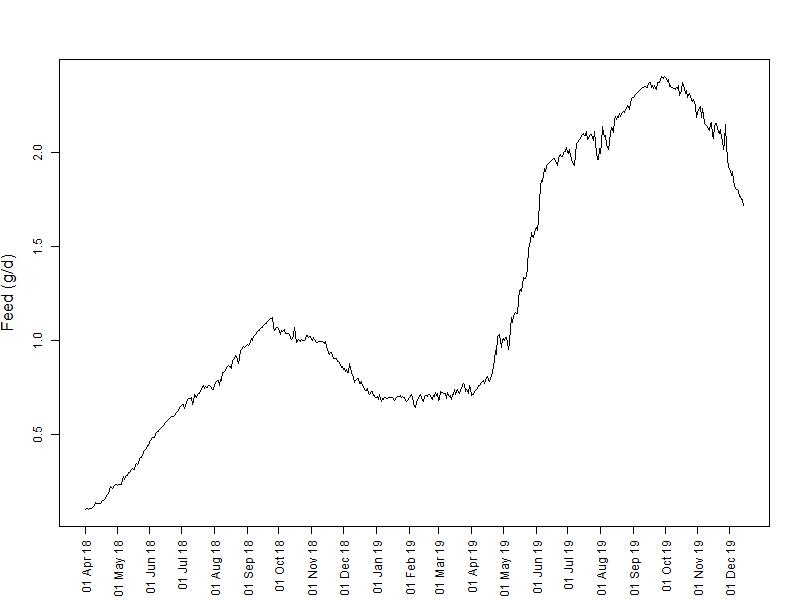 Feed (g/d)
2.0
1.5
1.0
0.5
01 Apr 18
01 May 18
01 Jun 18
01 Jul 18
01 Aug 18
01 Sep 18
01 Oct 18
01 Nov 18
01 Dec 18
01 Jan 19
01 Feb 19
01 Mar 19
01 Apr 19
01 May 19
01 Jun 19
01 Jul 19
01 Aug 19
01 Sep 19
01 Oct 19
01 Nov 19
01 Dec 19